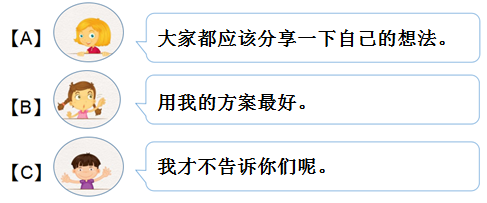 【A】 大家都应该分享一下自己的想法。
【B】 用我的方案最好。
【C】 我才不告诉你们呢。